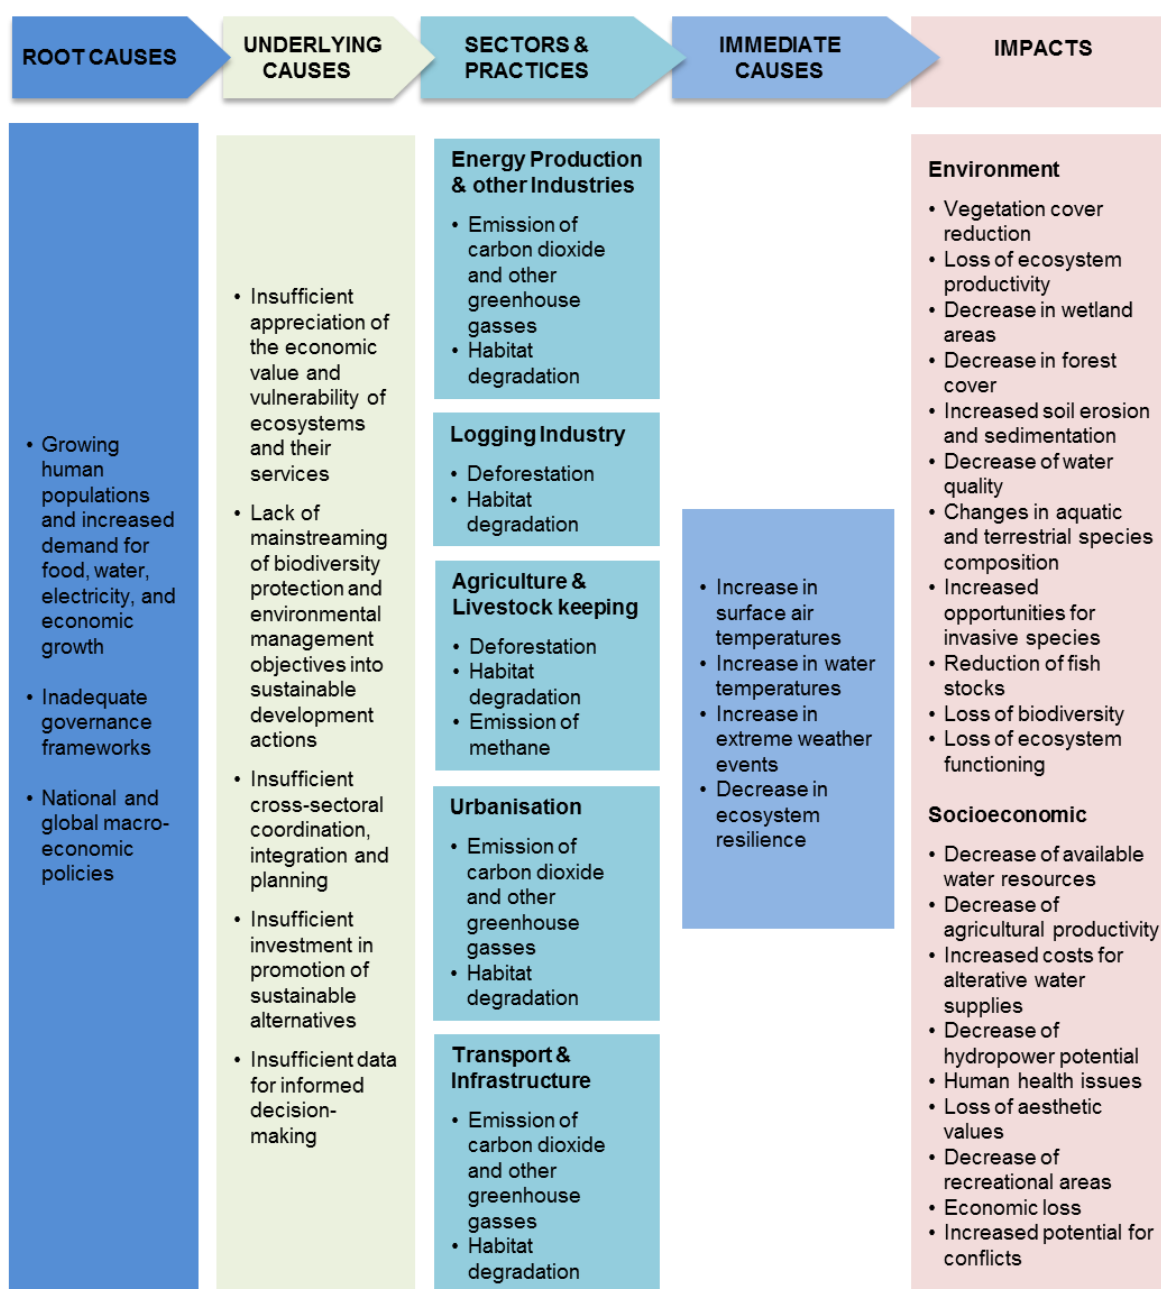 ROOT CAUSES
UNDERLYING
CAUSES
SECTORS &
PRACTICES
IMMEDIATE
CAUSES
IMPACTS
• Growing
human
populations
and increased
demand for
food, water,
electricity, and
economic
growth
• Inadequate
governance
frameworks
• National and
global macro-
economic
policies
• Insufficient
appreciation of
the economic
value and
vulnerability of
ecosystems
and their
services
• Lack of
mainstreaming
of biodiversity
protection and
environmental
management
objectives into
sustainable
development
actions
• Insufficient
cross-sectoral
coordination,
integration and
planning
• Insufficient
investment in
promotion of
sustainable
alternatives
• Insufficient data
for informed
decision-
making
Energy Production
& other Industries
• Emission of
carbon dioxide
and other
greenhouse
gasses
• Habitat
degradation
Logging Industry
• Deforestation
• Habitat
degradation
Agriculture &
Livestock keeping
• Deforestation
• Habitat
degradation
• Emission of
methane
Urbanisation
• Emission of
carbon dioxide
and other
greenhouse
gasses
• Habitat
degradation
Transport &
Infrastructure
• Emission of
carbon dioxide
and other
greenhouse
gasses
• Habitat
degradation
• Increase in
surface air
temperatures
• Increase in water
temperatures
• Increase in
extreme weather
events
• Decrease in
ecosystem
resilience
Environment
• Vegetation cover
reduction
• Loss of ecosystem
productivity
• Decrease in wetland
areas
• Decrease in forest
cover
• Increased soil erosion
and sedimentation
• Decrease of water
quality
• Changes in aquatic
and terrestrial species
composition
• Increased
opportunities for
invasive species
• Reduction of fish
stocks
• Loss of biodiversity
• Loss of ecosystem
functioning
Socioeconomic
• Decrease of available
water resources
• Decrease of
agricultural productivity
• Increased costs for
alterative water
supplies
• Decrease of
hydropower potential
• Human health issues
• Loss of aesthetic
values
• Decrease of
recreational areas
• Economic loss
• Increased potential for
conflicts